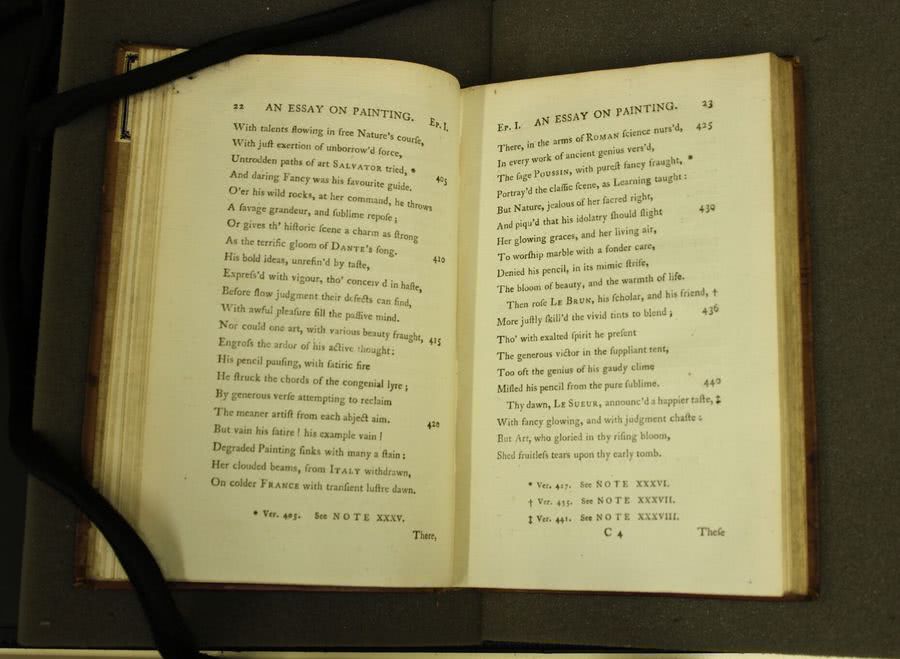 22 AN ESSAY ON PAINTING. Ep. I.
With talents flowing in free Nature's courſe,
With juſt exertion of unborrow'd force,
Untrodden paths of art SALVATOR tried, *
And daring Fancy was his favourite guide. 405
O'er his wild rocks, at her command, he throws
A ſavage grandeur, and ſublime repoſe ;
Or gives th' hiſtoric ſcene a charm as ſtrong
As the terrific gloom of DANTE's ſong.
His bold ideas, unrefin'd by taſte, 410
Expreſs'd with vigour, tho' conceiv'd in haſte,
Before ſlow judgment their defects can find,
With awful pleaſure fill the paſſive mind.
Nor could one art, with various beauty fraught,
Engroſs the ardor of his active thought : 415
His pencil pauſing, with ſatiric fire
He ſtruck the chords of the congenial lyre ;
By generous verſe attempting to reclaim
The meaner artiſt from each abject aim.
But vain his ſatire ! his example vain ! 420
Degraded Painting ſinks with many a ſtain :
Her clouded beams, from ITALY withdrawn,
On colder FRANCE with tranſient luſtre dawn.
* Ver. 405. See NOTE XXXV.
There,
Ep. I. AN ESSAY ON PAINTING. 23
There, in the arms of ROMAN ſcience nurs'd, 425
In every work of ancient genius vers'd,
The ſage POUSSIN, with pureſt fancy fraught, *
Portray'd the claſſic ſcene, as Learning taught :
But Nature, jealous of her ſacred right,
And piqu'd that his idolatry ſhould ſlight 430
Her glowing graces, and her living air,
To worſhip marble with a fonder care,
Denied his pencil, in its mimic ſtrife,
The bloom of beauty, and the warmth of life.
Then roſe LE BRUN, his ſcholar, and his friend, †
More juſtly ſkill'd the vivid tints to blend ; 436
Tho' with exalted ſpirit he preſent
The generous victor in the ſuppliant tent,
Too oft the genius of his gaudy clime
Miſled his pencil from the pure ſublime. 440
Thy dawn, LE SUEUR, announc'd a happier taſte, ‡
With fancy glowing, and with judgment chaſte :
But Art, who gloried in thy riſing bloom,
Shed fruitleſs tears upon thy early tomb.
* Ver. 427. See NOTE XXXVI.
† Ver. 435. See NOTE XXXVII.
‡ Ver. 441. See NOTE XXXVIII.
C 4 Theſe